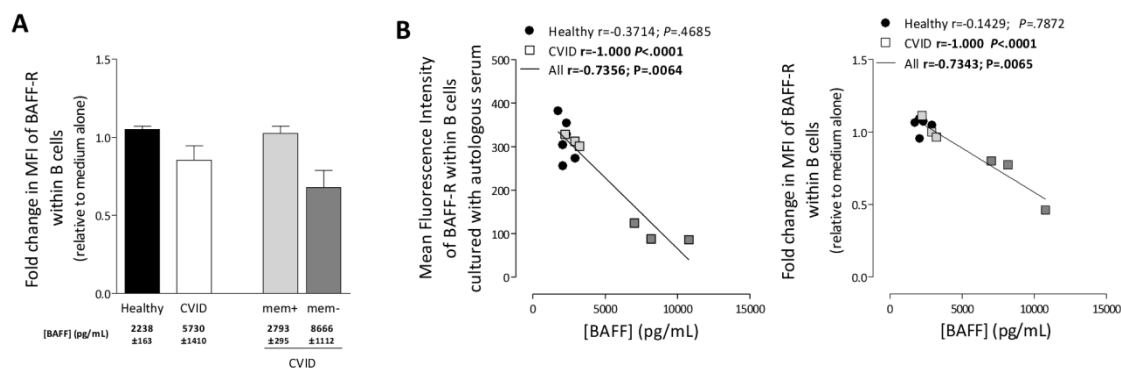 A
Fold change in MFI of BAFF-R
within B cells
(relative to medium alone)
1.5
1.0
0.5
0.0
Healthy CVID mem+ mem-
[BAFF] (pg/mL) 2238 5730 2793 8666
±163 ±1410 ±295 ±1112
CVID
B
Healthy r=-0.3714; P=.4685
CVID r=-1.000 P<.0001
All r=-0.7356; P=.0064
Mean Fluorescence Intensity
of BAFF-R within B cells
cultured with autologous serum
500
400
300
200
100
0
0 5000 10000 15000
[BAFF] (pg/mL)
Healthy r=-0.1429; P=.7872
CVID r=-1.000 P<.0001
All r=-0.7343; P=.0065
Fold change in MFI of BAFF-R
within B cells
(relative to medium alone)
1.5
1.0
0.5
0.0
0 5000 10000 15000
[BAFF] (pg/mL)